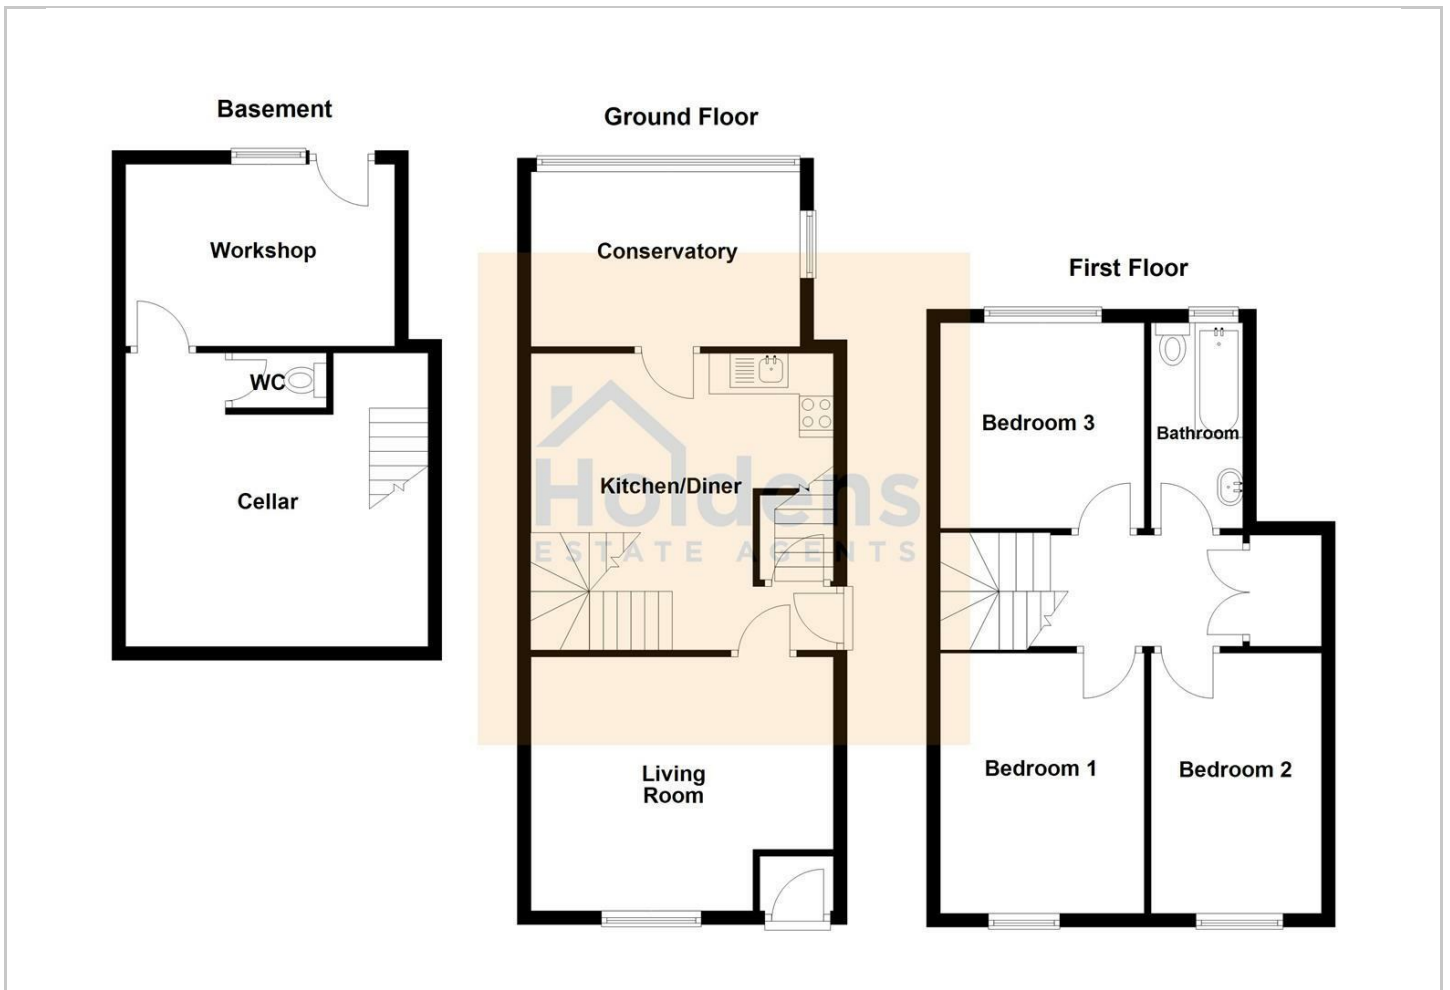 Basement
Workshop
WC
Cellar
Ground Floor
Conservatory
Kitchen/Diner
Holdens
ESTATE AGENTS
Living
Room
First Floor
Bedroom 3
Bathroom
Bedroom 1
Bedroom 2